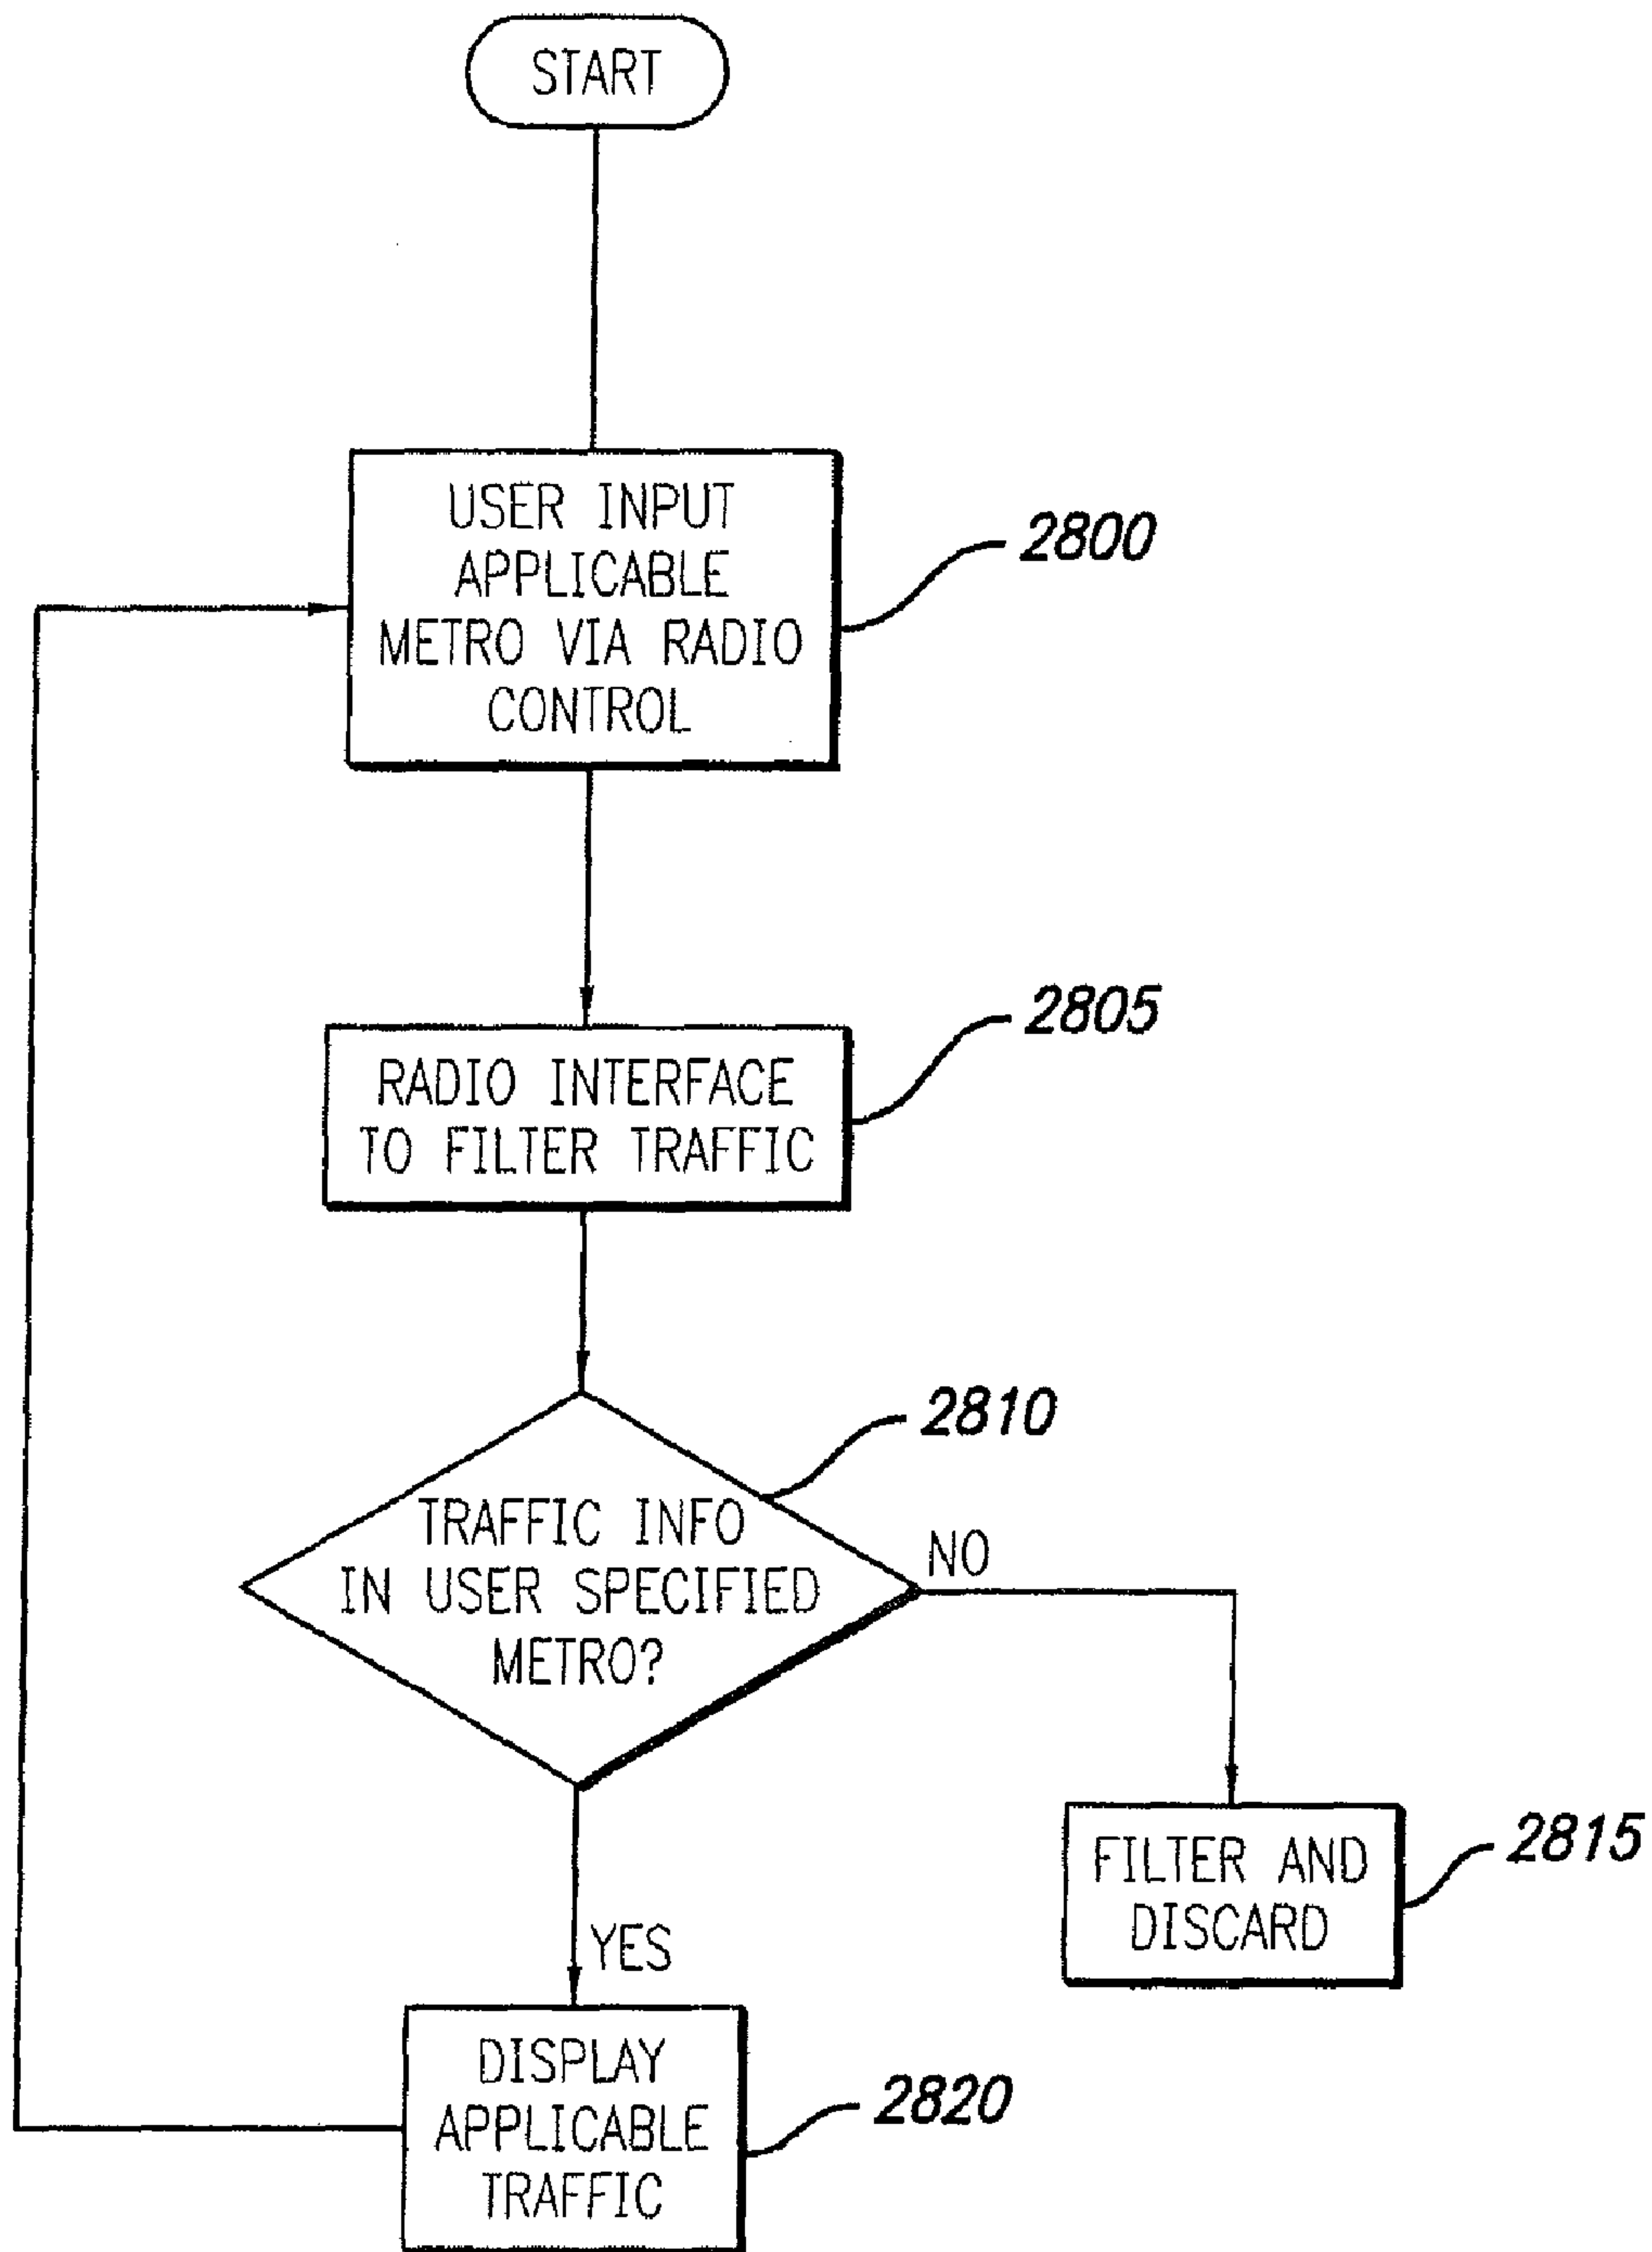 START
USER INPUT
APPLICABLE
METRO VIA RADIO
CONTROL
2800
RADIO INTERFACE
TO FILTER TRAFFIC
2805
TRAFFIC INFO
IN USER SPECIFIED
METRO?
2810
NO
FILTER AND
DISCARD
2815
YES
DISPLAY
APPLICABLE
TRAFFIC
2820